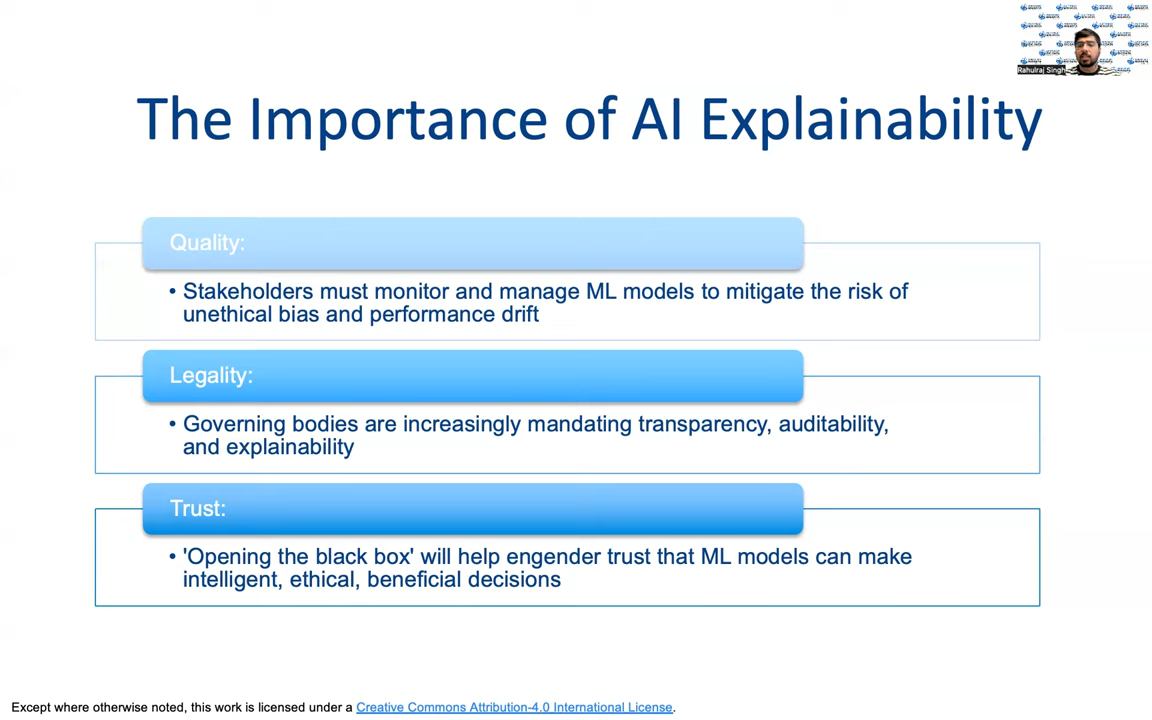 Rahulraj Singh
The Importance of AI Explainability
Quality:
• Stakeholders must monitor and manage ML models to mitigate the risk of
unethical bias and performance drift
Legality:
• Governing bodies are increasingly mandating transparency, auditability,
and explainability
Trust:
• 'Opening the black box' will help engender trust that ML models can make
intelligent, ethical, beneficial decisions
Except where otherwise noted, this work is licensed under a Creative Commons Attribution-4.0 International License.